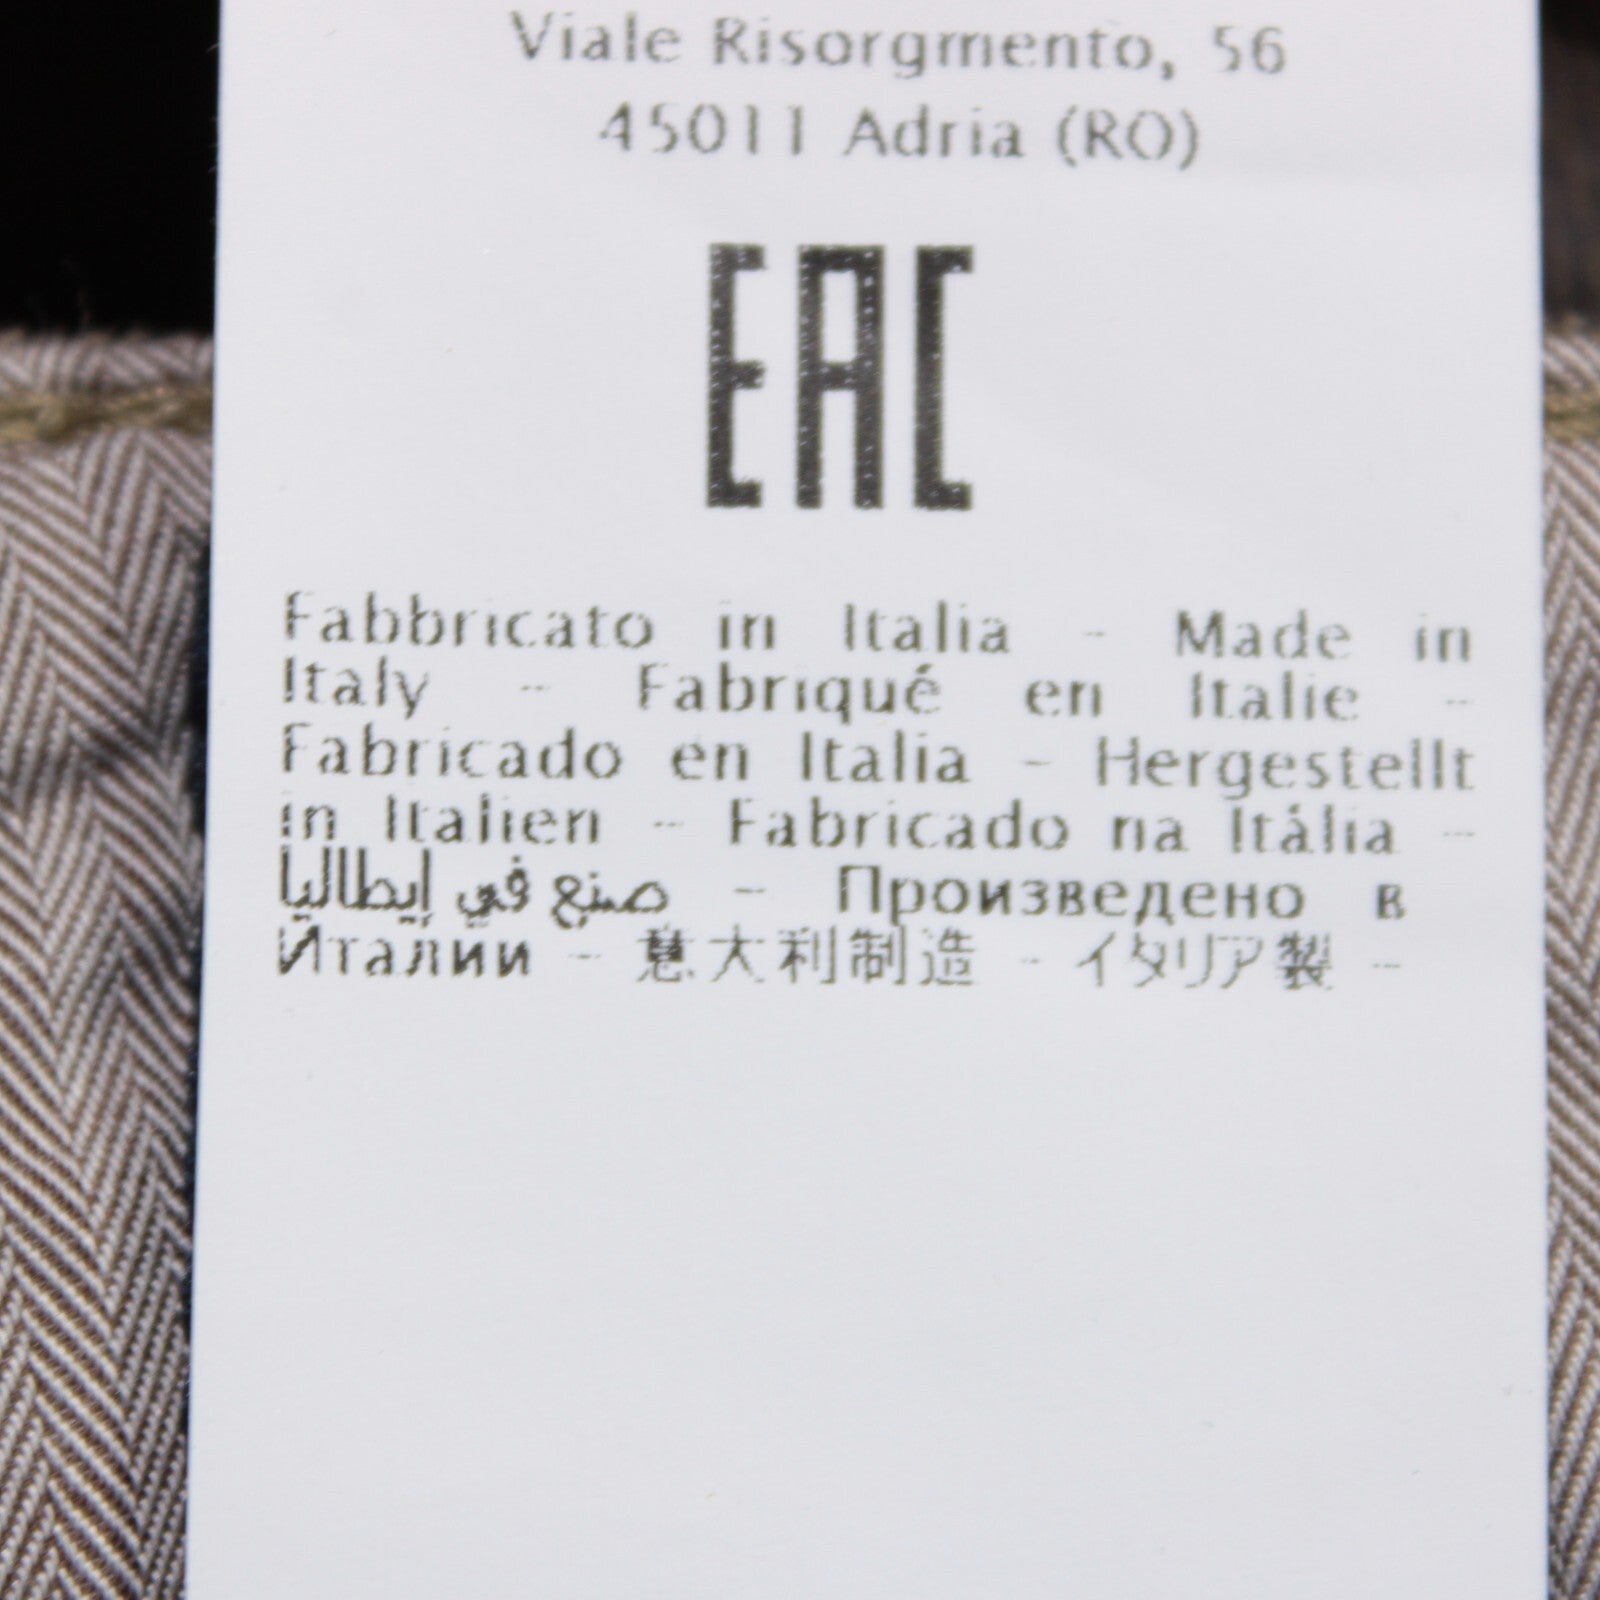 Viale Risorgmento, 56
45011 Adria (RO)
EAC
Fabbricato in Italia - Made in
Italy - Fabriqué en Italie -
Fabricado en Italia - Hergestellt
in Italien - Fabricado na Itália -
صنع في إيطاليا - Произведено в
Италии - 意大利制造 - イタリア製 -